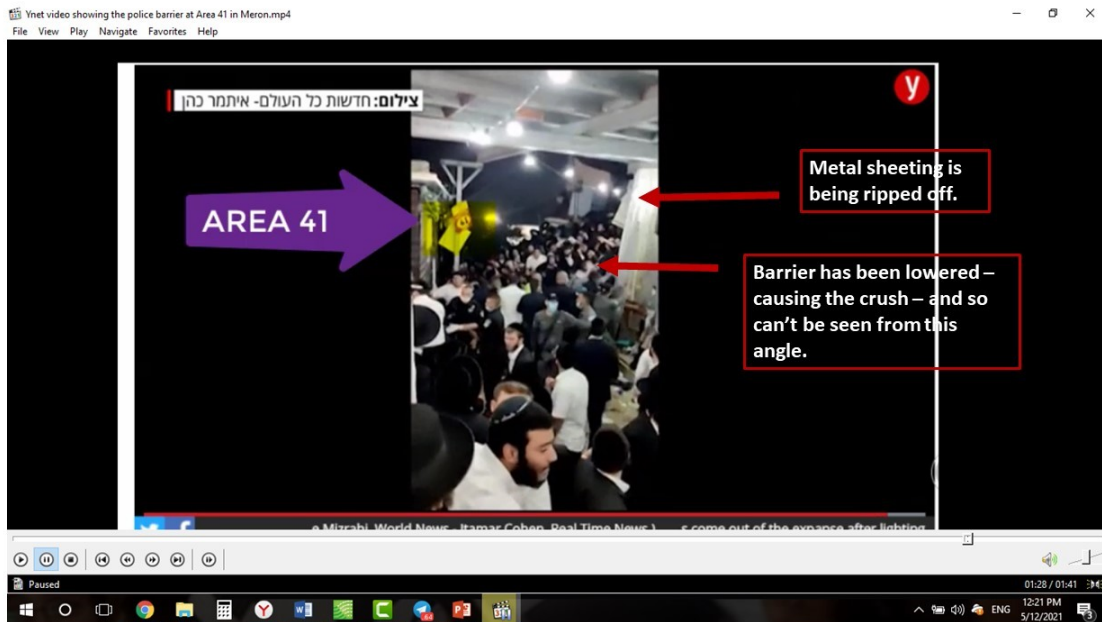 Ynet video showing the police barrier at Area 41 in Meron.mp4
File View Play Navigate Favorites Help
צילום: חדשות כל העולם- איתמר כהן
y
AREA 41
Metal sheeting is
being ripped off.
Barrier has been lowered –
causing the crush – and so
can't be seen from this
angle.
e Mizrahi, World News - Itamar Cohen, Real Time News ) s come out of the expanse after lighting
Paused
01:28 / 01:41
ENG
12:21 PM
5/12/2021